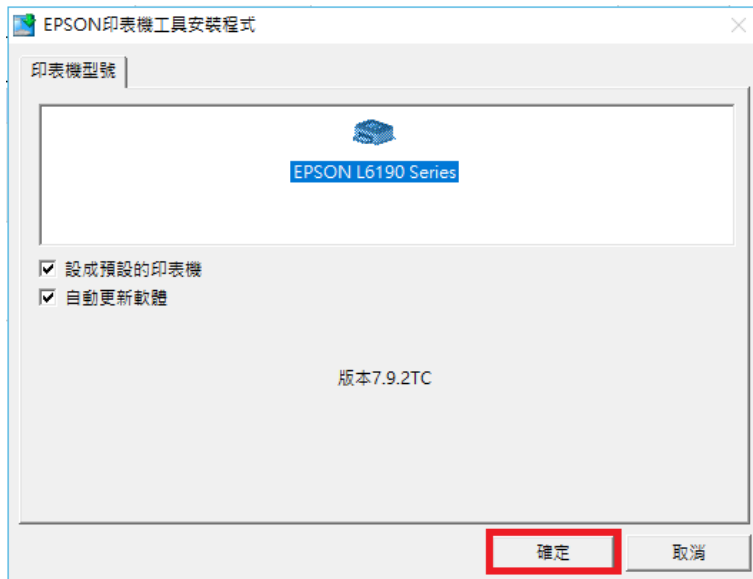 EPSON印表機工具安裝程式
印表機型號
EPSON L6190 Series
設成預設的印表機
自動更新軟體
版本7.9.2TC
確定
取消